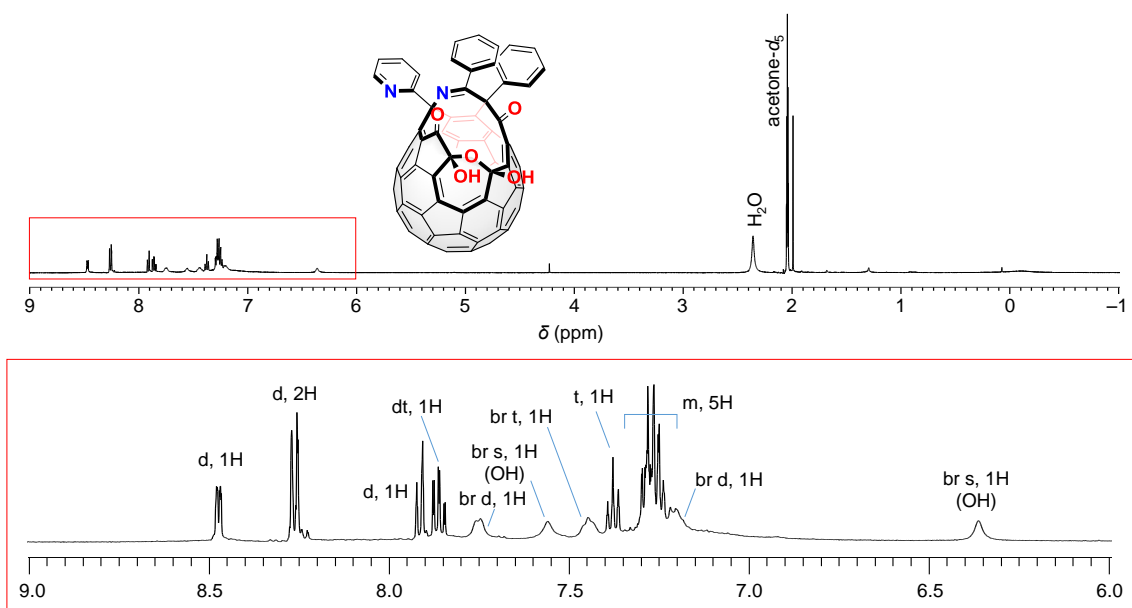 N
N
O
O
O
OH
OH
acetone-d5
H2O
9
8
7
6
5
4
3
2
1
0
–1
δ (ppm)
d, 1H
d, 2H
d, 1H
dt, 1H
br d, 1H
br s, 1H
(OH)
br t, 1H
t, 1H
m, 5H
br d, 1H
br s, 1H
(OH)
9.0
8.5
8.0
7.5
7.0
6.5
6.0